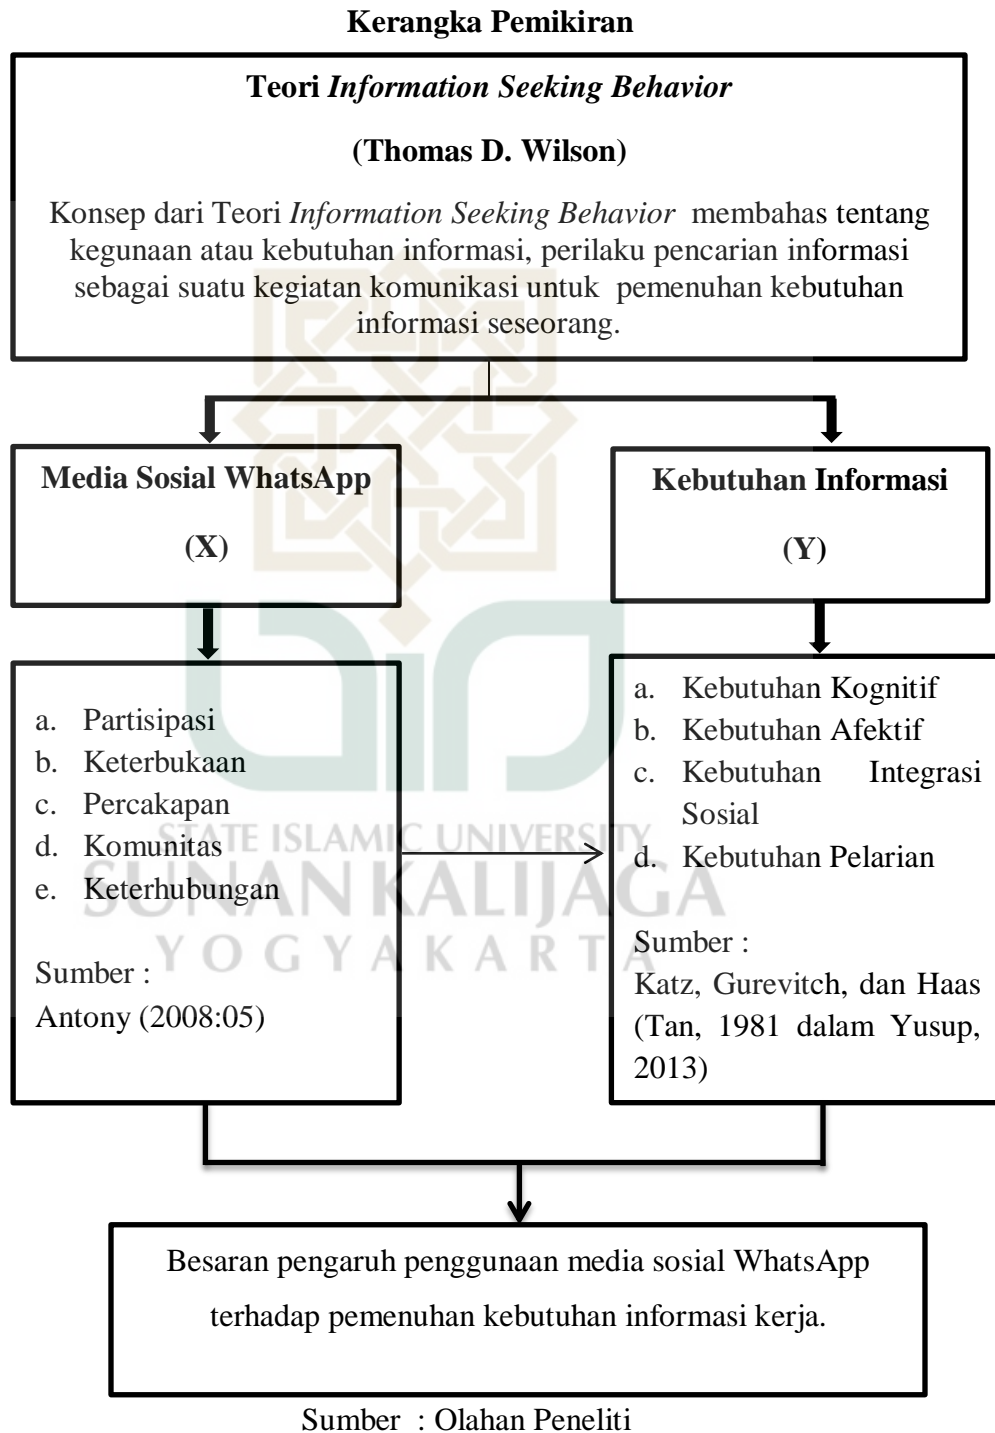 Kerangka Pemikiran
Teori Information Seeking Behavior
(Thomas D. Wilson)
Konsep dari Teori Information Seeking Behavior membahas tentang
kegunaan atau kebutuhan informasi, perilaku pencarian informasi
sebagai suatu kegiatan komunikasi untuk pemenuhan kebutuhan
informasi seseorang.
Media Sosial WhatsApp
(X)
Kebutuhan Informasi
(Y)
a. Partisipasi
b. Keterbukaan
c. Percakapan
d. Komunitas
e. Keterhubungan
Sumber :
Antony (2008:05)
a. Kebutuhan Kognitif
b. Kebutuhan Afektif
c. Kebutuhan Integrasi
Sosial
d. Kebutuhan Pelarian
Sumber :
Katz, Gurevitch, dan Haas
(Tan, 1981 dalam Yusup,
2013)
STATE ISLAMIC UNIVERSITY
SUNAN KALIJAGA
YOGYAKARTA
Besaran pengaruh penggunaan media sosial WhatsApp
terhadap pemenuhan kebutuhan informasi kerja.
Sumber : Olahan Peneliti